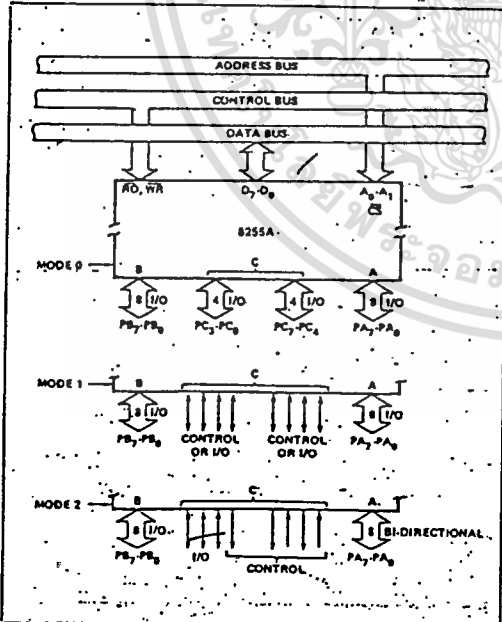 ADDRESS BUS
CONTROL BUS
DATA BUS
RD, WR D7-D0 A0-A1
CS
8255A
MODE 0
B C A
8 I/O 4 I/O 4 I/O 8 I/O
PB7-PB0 PC3-PC0 PC7-PC4 PA7-PA0
MODE 1
B C A
8 I/O 8 I/O
PB7-PB0 CONTROL OR I/O CONTROL OR I/O PA7-PA0
MODE 2
B C A
8 I/O 8 BI-DIRECTIONAL
PB7-PB0 I/O PA7-PA0
CONTROL